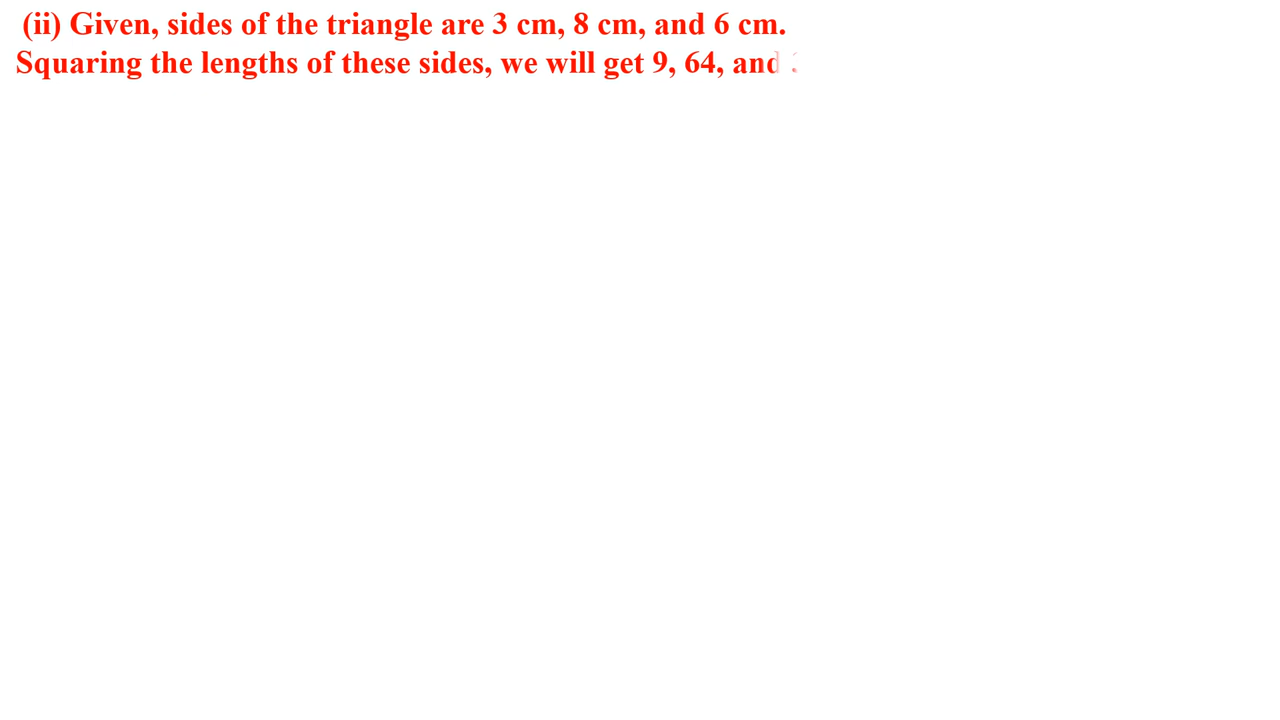 (ii) Given, sides of the triangle are 3 cm, 8 cm, and 6 cm.
Squaring the lengths of these sides, we will get 9, 64, and